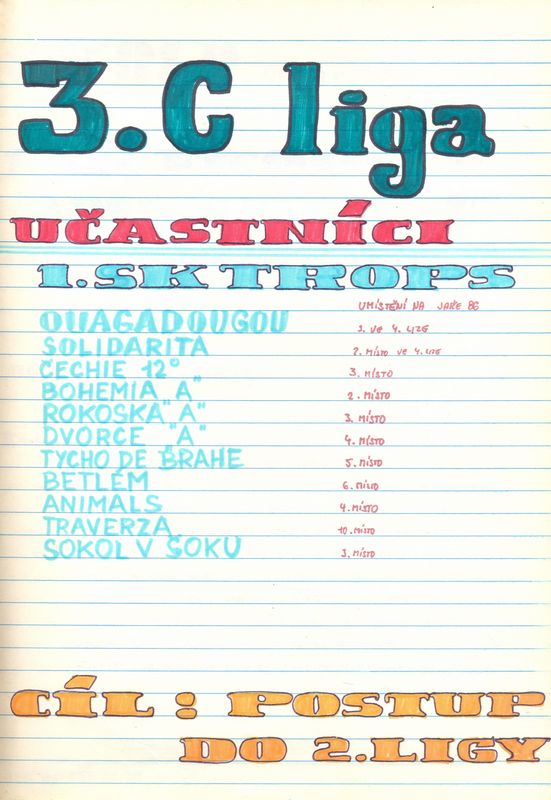 3.C liga
UČASTNÍCI
1.SK TROPS
UMÍSTĚNÍ NA JAŘE 86
OUAGADOUGOU 3. VE 4. LIZE
SOLIDARITA 2. MÍSTO VE 4. LIZE
ČECHIE 12° 3. MÍSTO
BOHEMIA "A" 2. MÍSTO
ROKOSKA "A" 3. MÍSTO
DVORCE "A" 4. MÍSTO
TYCHO DE BRAHE 5. MÍSTO
BETLÉM 6. MÍSTO
ANIMALS 4. MÍSTO
TRAVERZA 10. MÍSTO
SOKOL V ŠOKU 3. MÍSTO
CÍL: POSTUP
DO 2. LIGY